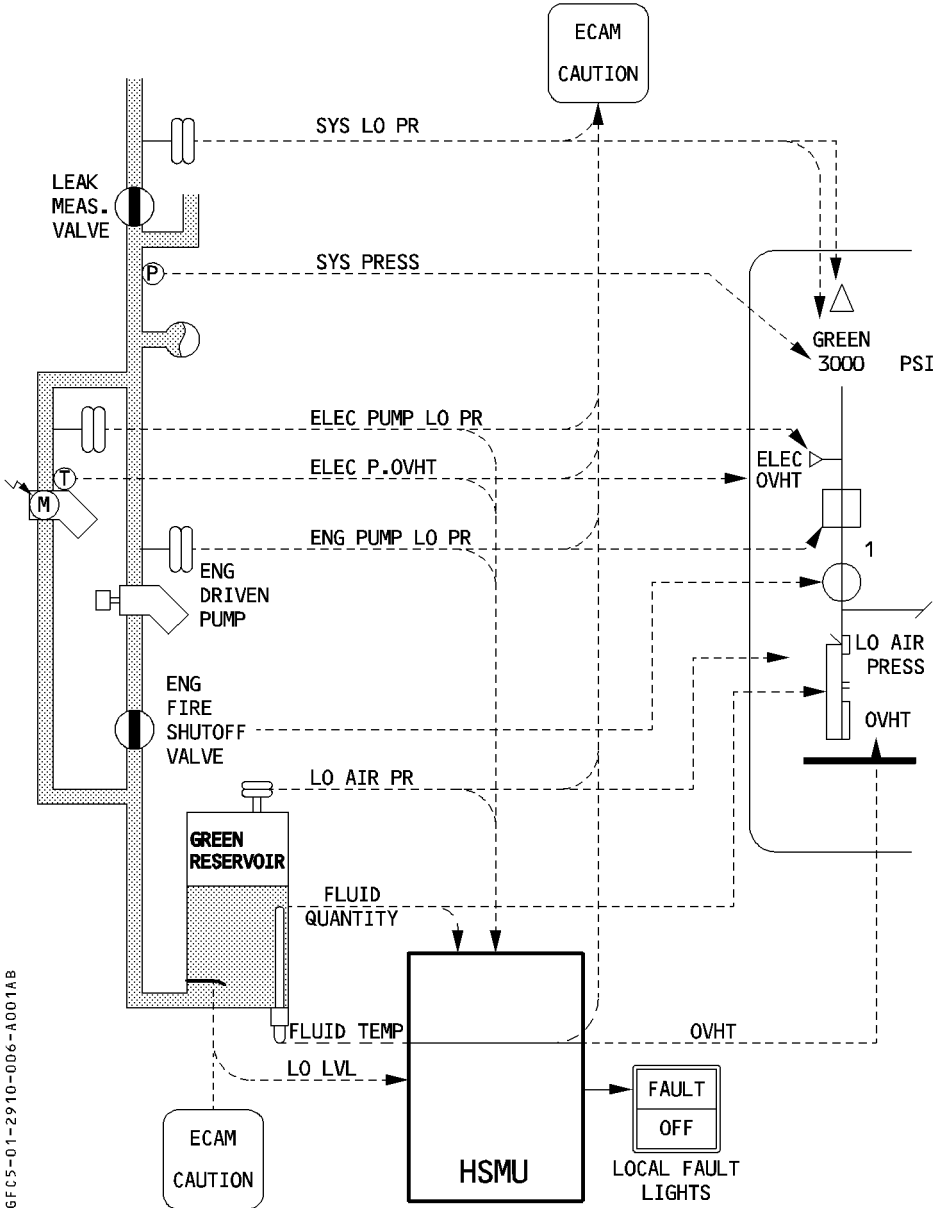 ECAM
CAUTION
SYS LO PR
LEAK
MEAS.
VALVE
P
SYS PRESS
GREEN
3000 PSI
ELEC PUMP LO PR
ELEC P.OVHT
T
M
ELEC
OVHT
ENG PUMP LO PR
1
ENG
DRIVEN
PUMP
LO AIR
PRESS
ENG
FIRE
SHUTOFF
VALVE
OVHT
LO AIR PR
GREEN
RESERVOIR
FLUID
QUANTITY
FLUID TEMP
OVHT
LO LVL
HSMU
FAULT
OFF
LOCAL FAULT
LIGHTS
ECAM
CAUTION
GFC5-01-2910-006-A001AB